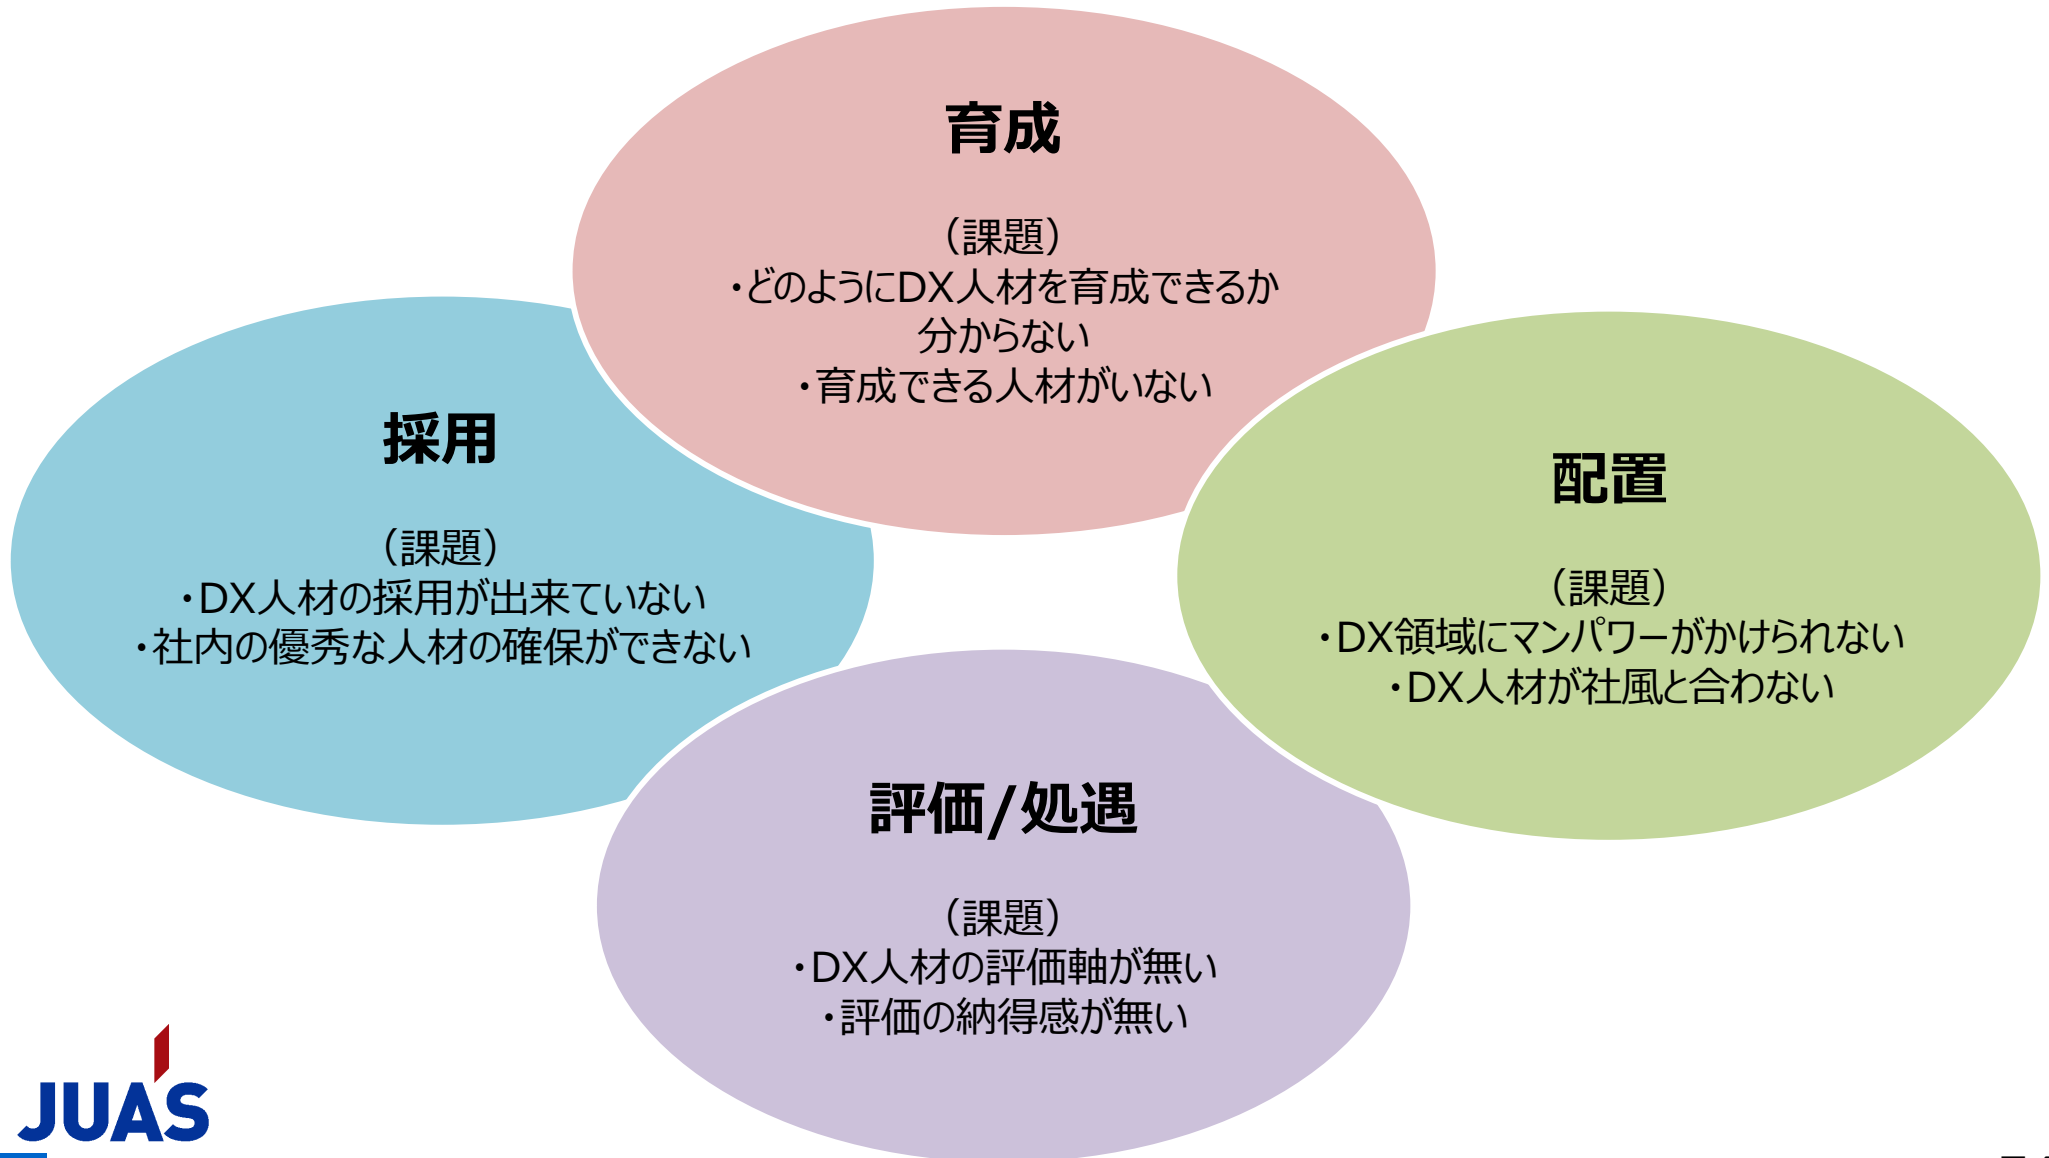 育成
（課題）
・どのようにDX人材を育成できるか
分からない
・育成できる人材がいない
採用
（課題）
・DX人材の採用が出来ていない
・社内の優秀な人材の確保ができない
配置
（課題）
・DX領域にマンパワーがかけられない
・DX人材が社風と合わない
評価/処遇
（課題）
・DX人材の評価軸が無い
・評価の納得感が無い
JUAS